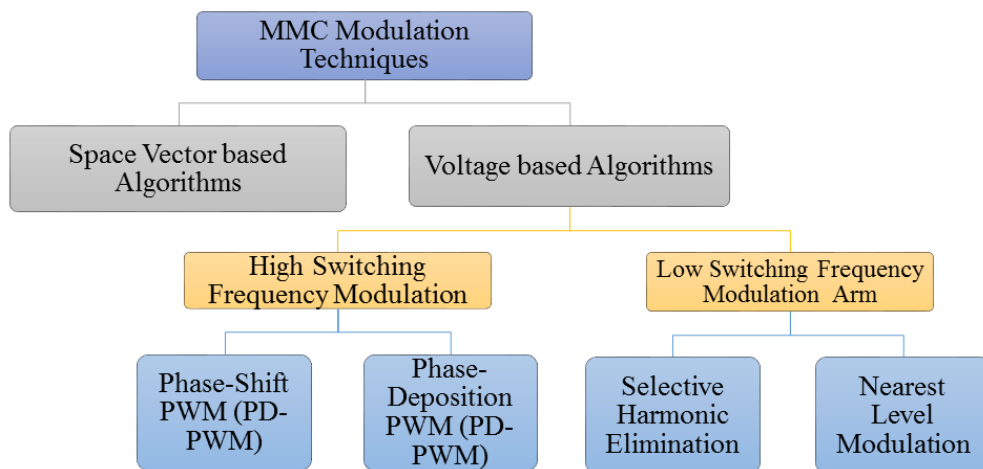 MMC Modulation
Techniques
Space Vector based
Algorithms
Voltage based Algorithms
High Switching
Frequency Modulation
Low Switching Frequency
Modulation Arm
Phase-Shift
PWM (PD-
PWM)
Phase-
Deposition
PWM (PD-
PWM)
Selective
Harmonic
Elimination
Nearest
Level
Modulation